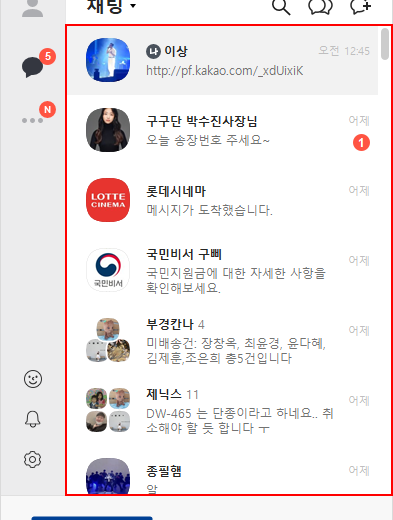 채팅
나 이상
오전 12:45
http://pf.kakao.com/_xdUixiK
5
구구단 박수진사장님
어제
오늘 송장번호 주세요~
1
N
LOTTE
CINEMA
롯데시네마
어제
메시지가 도착했습니다.
국민비서
국민비서 구삐
어제
국민지원금에 대한 자세한 사항을
확인해보세요.
부경칸나 4
어제
미배송건: 장창옥, 최윤경, 윤다혜,
김제훈,조은희 총5건입니다
제닉스 11
어제
DW-465 는 단종이라고 하네요.. 취
소해야 할 듯 합니다 ㅜ
종필햄
어제
알